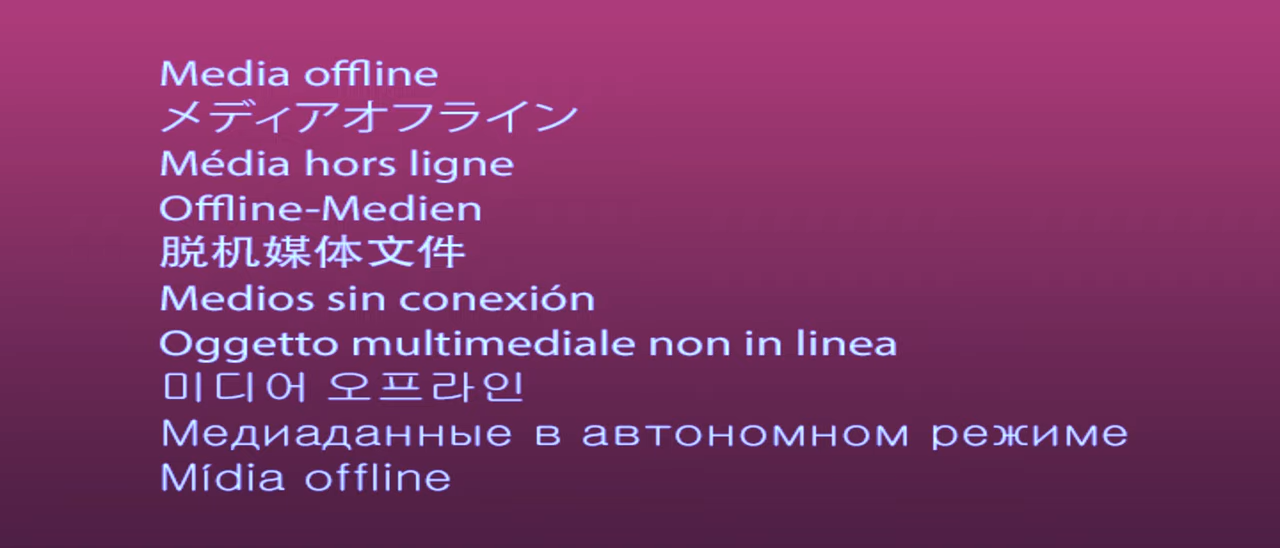 Media offline
メディアオフライン
Média hors ligne
Offline-Medien
脱机媒体文件
Medios sin conexión
Oggetto multimediale non in linea
미디어 오프라인
Медиаданные в автономном режиме
Mídia offline